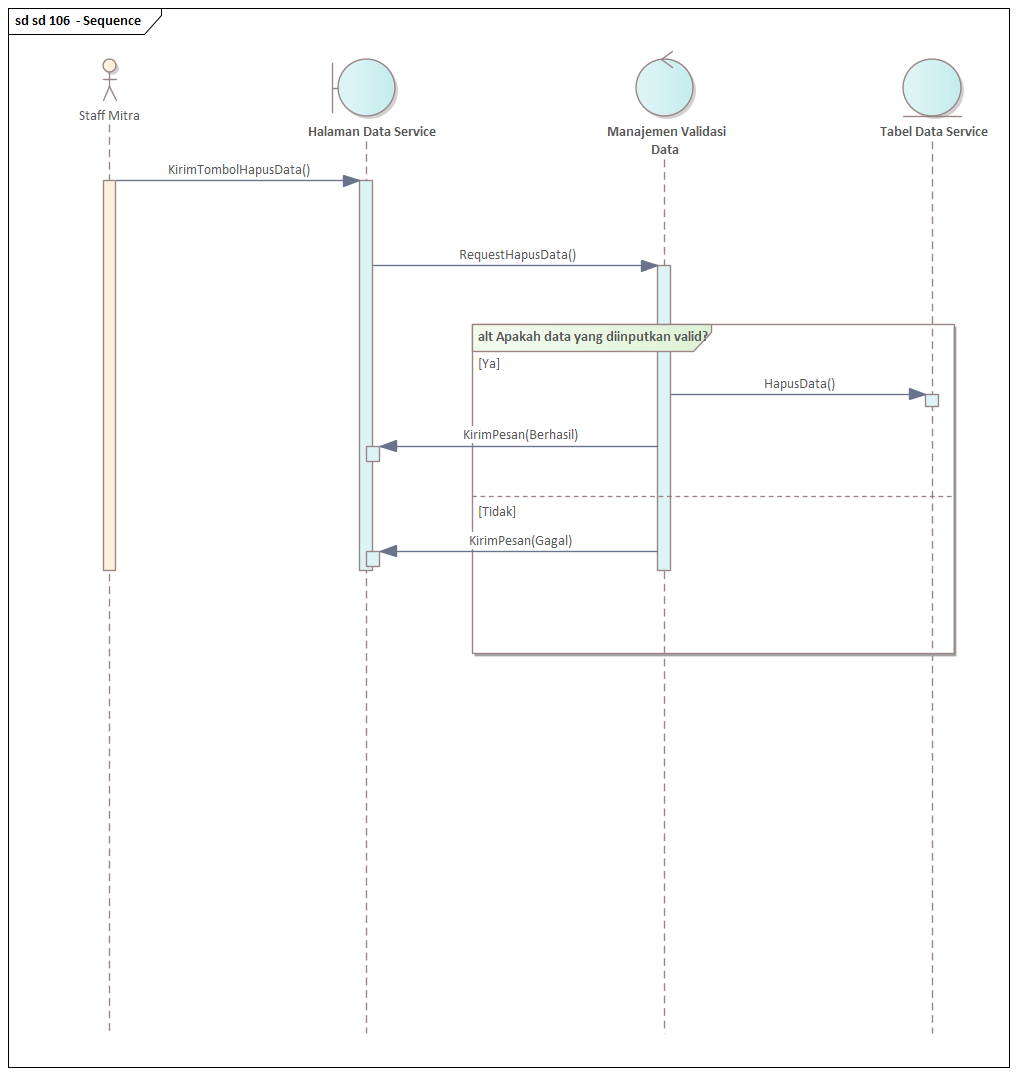 sd sd 106 - Sequence
Staff Mitra
Halaman Data Service
Manajemen Validasi
Data
Tabel Data Service
KirimTombolHapusData()
RequestHapusData()
alt Apakah data yang diinputkan valid?
[Ya]
HapusData()
KirimPesan(Berhasil)
[Tidak]
KirimPesan(Gagal)